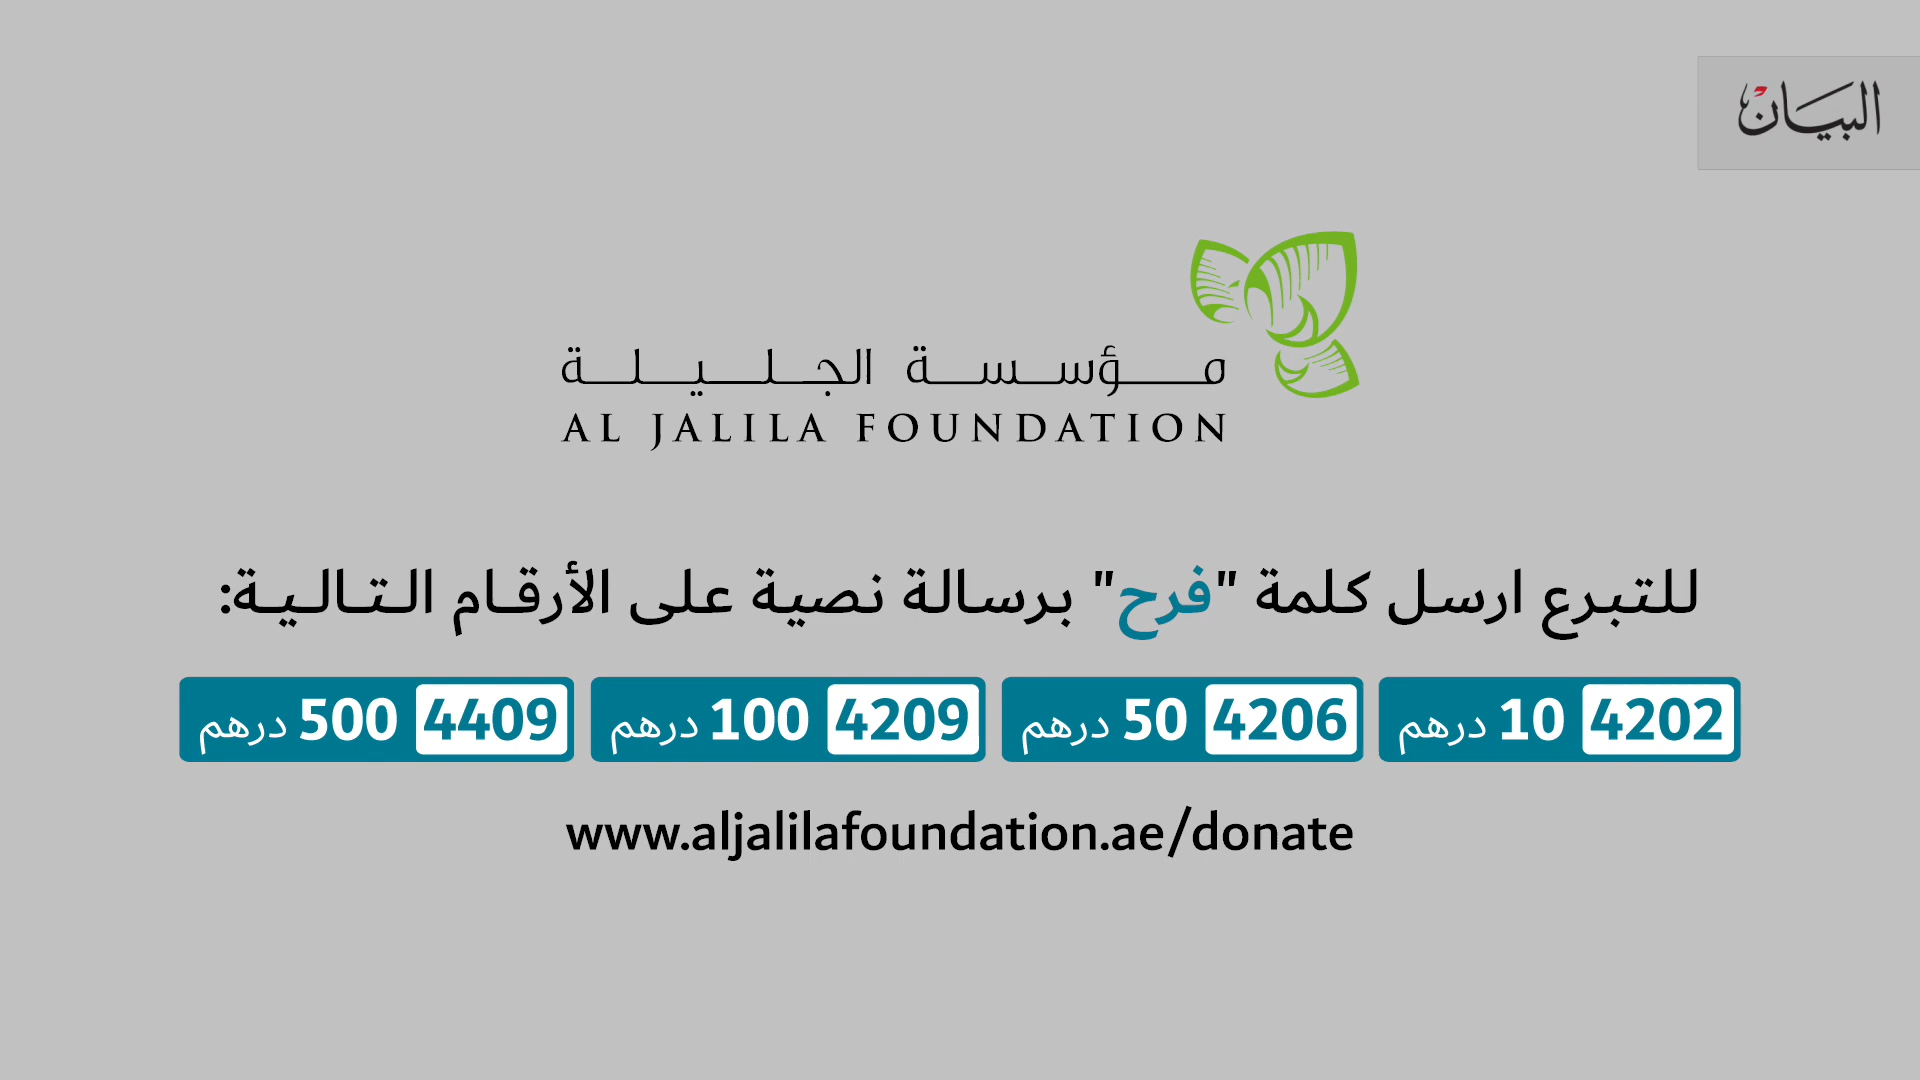 البيان
مؤسسة الجليلة
AL JALILA FOUNDATION
للتبرع ارسل كلمة "فرح" برسالة نصية على الأرقام التالية:
4202 10 درهم 4206 50 درهم 4209 100 درهم 4409 500 درهم
www.aljalilafoundation.ae/donate